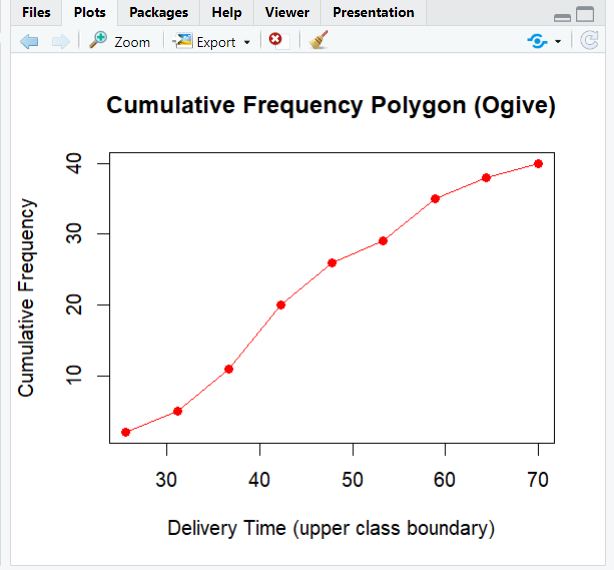 Files Plots Packages Help Viewer Presentation
Zoom Export
Cumulative Frequency Polygon (Ogive)
Cumulative Frequency
40
30
20
10
30 40 50 60 70
Delivery Time (upper class boundary)